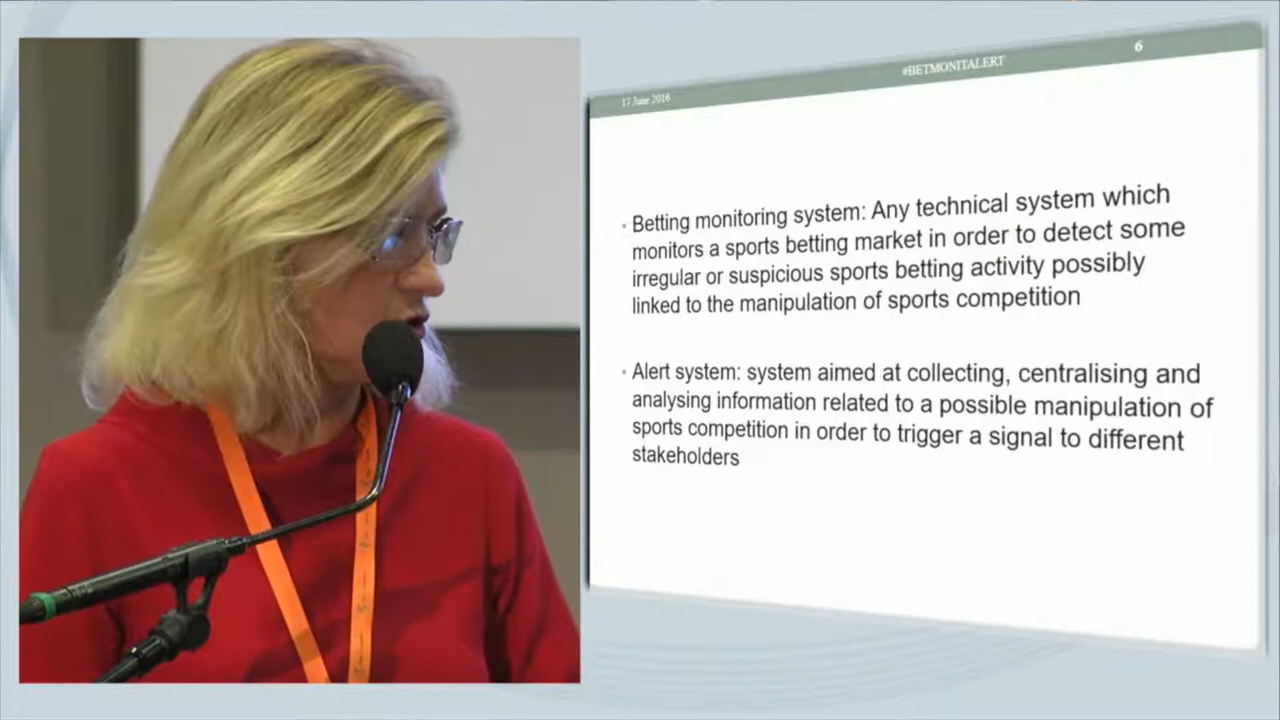 17 June 2016
#BETMONITALERT
6
Betting monitoring system: Any technical system which
monitors a sports betting market in order to detect some
irregular or suspicious sports betting activity possibly
linked to the manipulation of sports competition
Alert system: system aimed at collecting, centralising and
analysing information related to a possible manipulation of
sports competition in order to trigger a signal to different
stakeholders